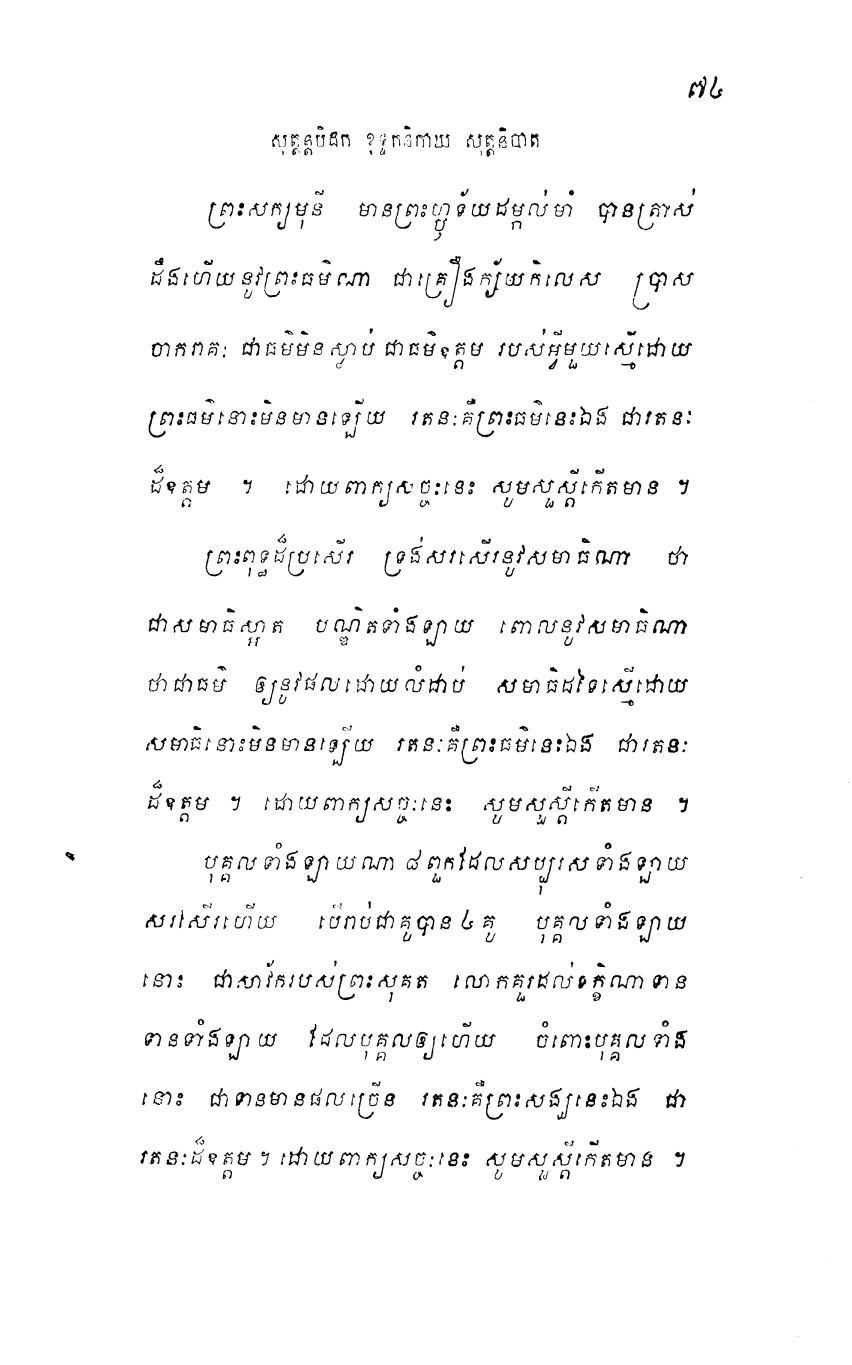 ៧៤
សុត្តន្តបិដក ខុទ្ទកនិកាយ សុត្តនិបាត
ព្រះសក្យមុនី មានព្រះហ្ឫទ័យដម្កល់មាំ បានត្រាស់
ដឹងហើយនូវព្រះធម៌ណា ជាគ្រឿងក្ស័យកិលេស ប្រាស
ចាករាគៈ ជាធម៌មិនស្លាប់ ជាធម៌ឧត្តម របស់អ្វីមួយស្មើដោយ
ព្រះធម៌នោះមិនមានឡើយ រតនៈគឺព្រះធម៌នេះឯង ជារតនៈ
ដ៏ឧត្តម ។ ដោយពាក្យសច្ចៈនេះ សូមសួស្តីកើតមាន ។
ព្រះពុទ្ធដ៏ប្រសើរ ទ្រង់សរសើរនូវសមាធិណា ថា
ជាសមាធិស្អាត បណ្ឌិតទាំងឡាយ ពោលនូវសមាធិណា
ថាជាធម៌ ឲ្យនូវផលដោយលំដាប់ សមាធិដទៃស្មើដោយ
សមាធិនោះមិនមានឡើយ រតនៈគឺព្រះធម៌នេះឯង ជារតនៈ
ដ៏ឧត្តម ។ ដោយពាក្យសច្ចៈនេះ សូមសួស្តីកើតមាន ។
បុគ្គលទាំងឡាយណា ៨ ពួកដែលសប្បុរសទាំងឡាយ
សរសើរហើយ បើរាប់ជាគូបាន ៤ គូ បុគ្គលទាំងឡាយ
នោះ ជាសាវ័ករបស់ព្រះសុគត លោកគួរដល់ទក្ខិណាទាន
ទានទាំងឡាយ ដែលបុគ្គលឲ្យហើយ ចំពោះបុគ្គលទាំង
នោះ ជាទានមានផលច្រើន រតនៈគឺព្រះសង្ឃនេះឯង ជា
រតនៈដ៏ឧត្តម ។ ដោយពាក្យសច្ចៈនេះ សូមសួស្តីកើតមាន ។